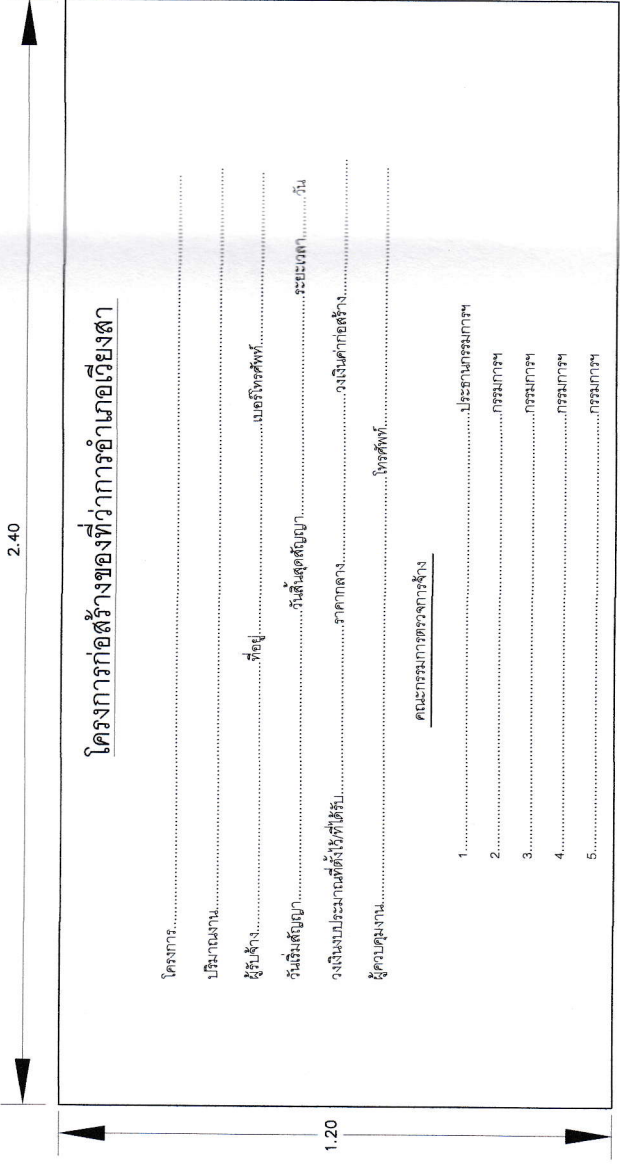 2.40
1.20
โครงการก่อสร้างของที่ว่าการอำเภอเวียงสา
โครงการ..............................................................................
ปริมาณงาน..............................................................................
ผู้รับจ้าง........................................ที่อยู่........................................เบอร์โทรศัพท์........................................
วันเริ่มสัญญา........................................วันสิ้นสุดสัญญา........................................ระยะเวลา..........วัน
วงเงินงบประมาณที่ตั้งไว้/ที่ได้รับ........................................ราคากลาง........................................วงเงินค่าก่อสร้าง..............................
ผู้ควบคุมงาน........................................................................โทรศัพท์........................................................
คณะกรรมการตรวจการจ้าง
1................................................................................ประธานกรรมการฯ
2................................................................................กรรมการฯ
3................................................................................กรรมการฯ
4................................................................................กรรมการฯ
5................................................................................กรรมการฯ